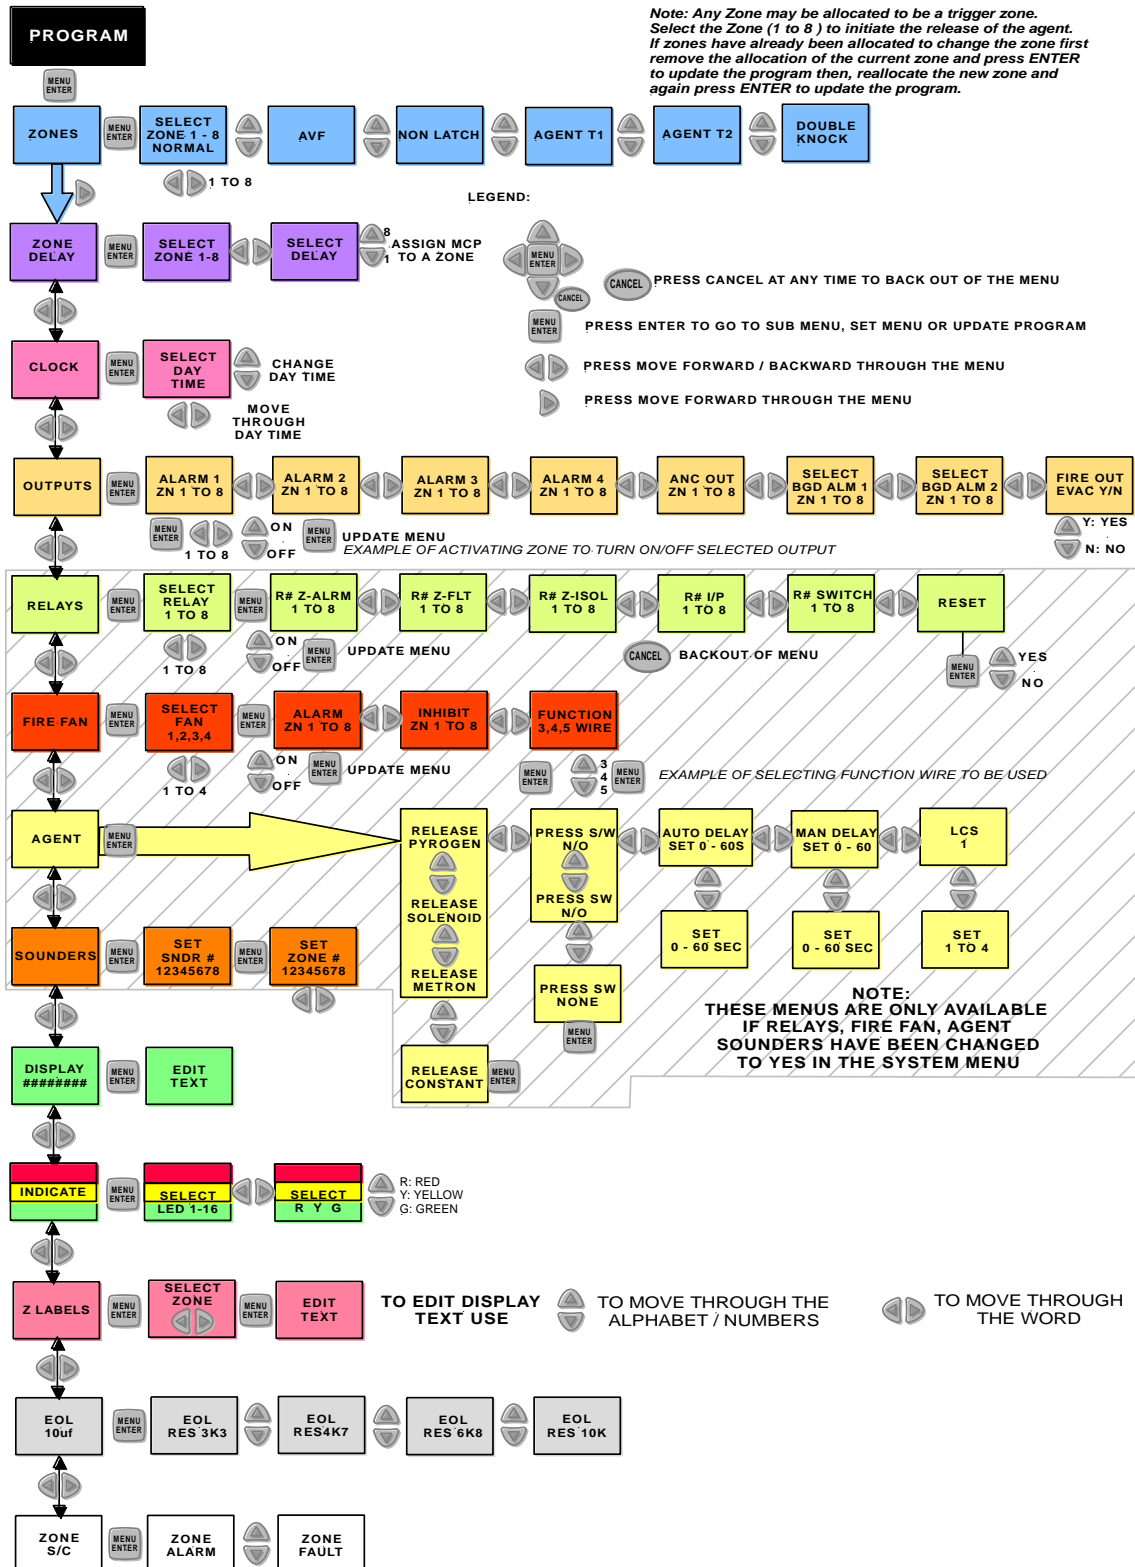 PROGRAM
Note: Any Zone may be allocated to be a trigger zone.
Select the Zone (1 to 8 ) to initiate the release of the agent.
If zones have already been allocated to change the zone first
remove the allocation of the current zone and press ENTER
to update the program then, reallocate the new zone and
again press ENTER to update the program.
MENU
ENTER
ZONES
MENU
ENTER
SELECT
ZONE 1 - 8
NORMAL
AVF
NON LATCH
AGENT T1
AGENT T2
DOUBLE
KNOCK
1 TO 8
LEGEND:
ZONE
DELAY
MENU
ENTER
SELECT
ZONE 1-8
SELECT
DELAY
8
1
ASSIGN MCP
TO A ZONE
MENU
ENTER
CANCEL
CANCEL
PRESS CANCEL AT ANY TIME TO BACK OUT OF THE MENU
MENU
ENTER
PRESS ENTER TO GO TO SUB MENU, SET MENU OR UPDATE PROGRAM
PRESS MOVE FORWARD / BACKWARD THROUGH THE MENU
PRESS MOVE FORWARD THROUGH THE MENU
CLOCK
MENU
ENTER
SELECT
DAY
TIME
CHANGE
DAY TIME
MOVE
THROUGH
DAY TIME
OUTPUTS
MENU
ENTER
ALARM 1
ZN 1 TO 8
ALARM 2
ZN 1 TO 8
ALARM 3
ZN 1 TO 8
ALARM 4
ZN 1 TO 8
ANC OUT
ZN 1 TO 8
SELECT
BGD ALM 1
ZN 1 TO 8
SELECT
BGD ALM 2
ZN 1 TO 8
FIRE OUT
EVAC Y/N
MENU
ENTER
1 TO 8
ON
OFF
MENU
ENTER
UPDATE MENU
EXAMPLE OF ACTIVATING ZONE TO TURN ON/OFF SELECTED OUTPUT
Y: YES
N: NO
RELAYS
MENU
ENTER
SELECT
RELAY
1 TO 8
MENU
ENTER
R# Z-ALRM
1 TO 8
R# Z-FLT
1 TO 8
R# Z-ISOL
1 TO 8
R# I/P
1 TO 8
R# SWITCH
1 TO 8
RESET
1 TO 8
ON
OFF
MENU
ENTER
UPDATE MENU
CANCEL
BACKOUT OF MENU
MENU
ENTER
YES
NO
FIRE FAN
MENU
ENTER
SELECT
FAN
1,2,3,4
MENU
ENTER
ALARM
ZN 1 TO 8
INHIBIT
ZN 1 TO 8
FUNCTION
3,4,5 WIRE
1 TO 4
ON
OFF
MENU
ENTER
UPDATE MENU
MENU
ENTER
3
4
5
MENU
ENTER
EXAMPLE OF SELECTING FUNCTION WIRE TO BE USED
AGENT
MENU
ENTER
RELEASE
PYROGEN
RELEASE
SOLENOID
RELEASE
METRON
RELEASE
CONSTANT
MENU
ENTER
PRESS S/W
N/O
PRESS SW
N/O
PRESS SW
NONE
MENU
ENTER
AUTO DELAY
SET 0 - 60S
SET
0 - 60 SEC
MAN DELAY
SET 0 - 60
SET
0 - 60 SEC
LCS
1
SET
1 TO 4
SOUNDERS
MENU
ENTER
SET
SNDR #
12345678
MENU
ENTER
SET
ZONE #
12345678
NOTE:
THESE MENUS ARE ONLY AVAILABLE
IF RELAYS, FIRE FAN, AGENT
SOUNDERS HAVE BEEN CHANGED
TO YES IN THE SYSTEM MENU
DISPLAY
########
MENU
ENTER
EDIT
TEXT
INDICATE
MENU
ENTER
SELECT
LED 1-16
SELECT
R Y G
R: RED
Y: YELLOW
G: GREEN
Z LABELS
MENU
ENTER
SELECT
ZONE
MENU
ENTER
EDIT
TEXT
TO EDIT DISPLAY
TEXT USE
TO MOVE THROUGH THE
ALPHABET / NUMBERS
TO MOVE THROUGH
THE WORD
EOL
10uf
MENU
ENTER
EOL
RES 3K3
EOL
RES4K7
EOL
RES 6K8
EOL
RES 10K
ZONE
S/C
MENU
ENTER
ZONE
ALARM
ZONE
FAULT